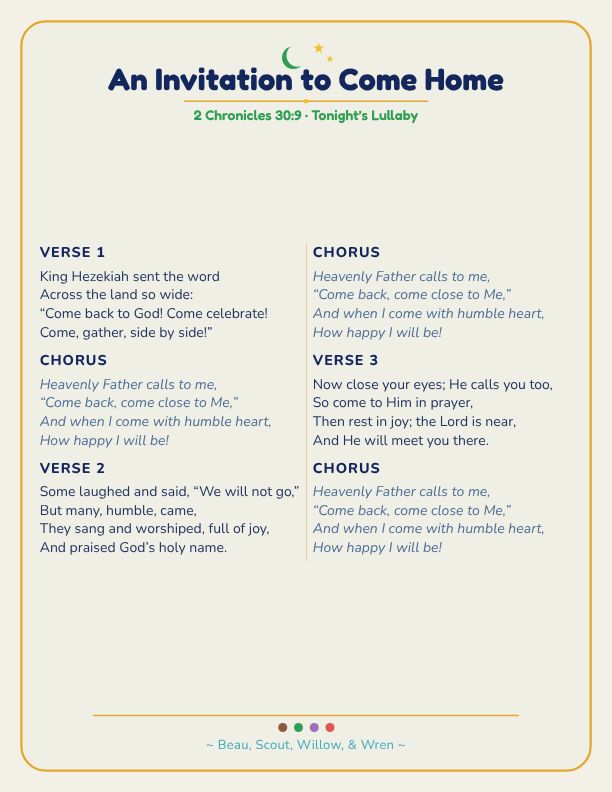 An Invitation to Come Home
2 Chronicles 30:9 · Tonight's Lullaby
VERSE 1
King Hezekiah sent the word
Across the land so wide:
“Come back to God! Come celebrate!
Come, gather, side by side!”
CHORUS
Heavenly Father calls to me,
“Come back, come close to Me,”
And when I come with humble heart,
How happy I will be!
VERSE 2
Some laughed and said, “We will not go,”
But many, humble, came,
They sang and worshiped, full of joy,
And praised God’s holy name.
CHORUS
Heavenly Father calls to me,
“Come back, come close to Me,”
And when I come with humble heart,
How happy I will be!
VERSE 3
Now close your eyes; He calls you too,
So come to Him in prayer,
Then rest in joy; the Lord is near,
And He will meet you there.
CHORUS
Heavenly Father calls to me,
“Come back, come close to Me,”
And when I come with humble heart,
How happy I will be!
~ Beau, Scout, Willow, & Wren ~